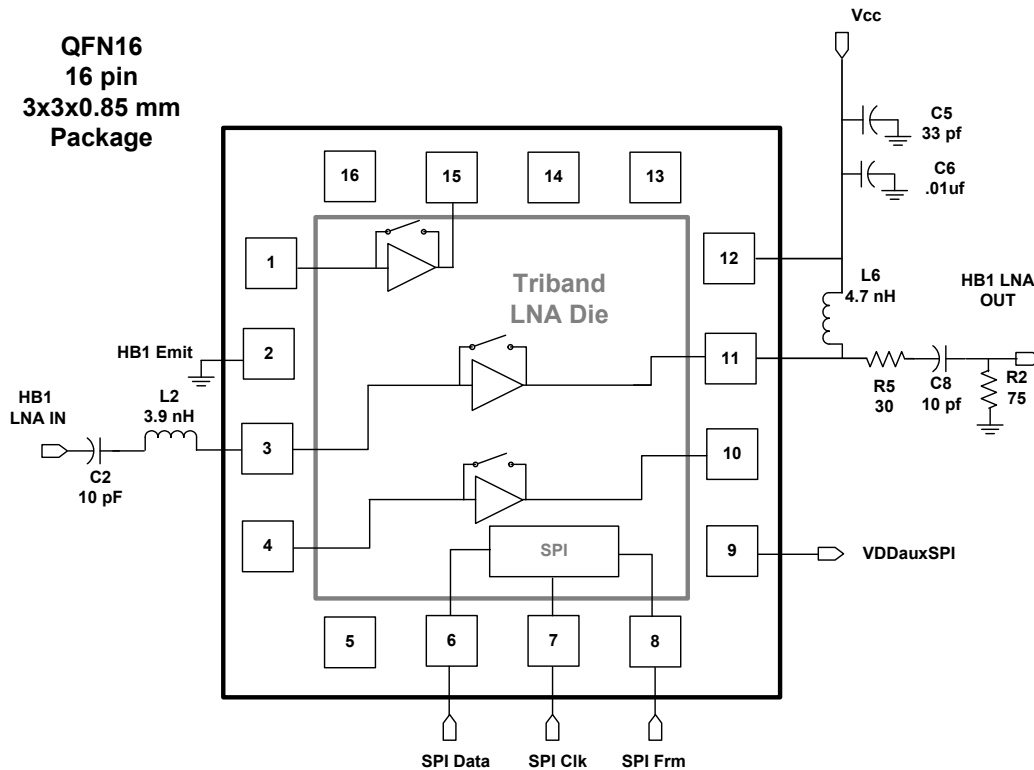 QFN16
16 pin
3x3x0.85 mm
Package
Vcc
C5
33 pf
C6
.01uf
16
15
14
13
1
12
Triband
LNA Die
L6
4.7 nH
HB1 LNA
OUT
HB1 Emit
2
11
R5
30
C8
10 pf
R2
75
HB1
LNA IN
L2
3.9 nH
C2
10 pF
3
10
4
SPI
9
VDDauxSPI
5
6
7
8
SPI Data
SPI Clk
SPI Frm